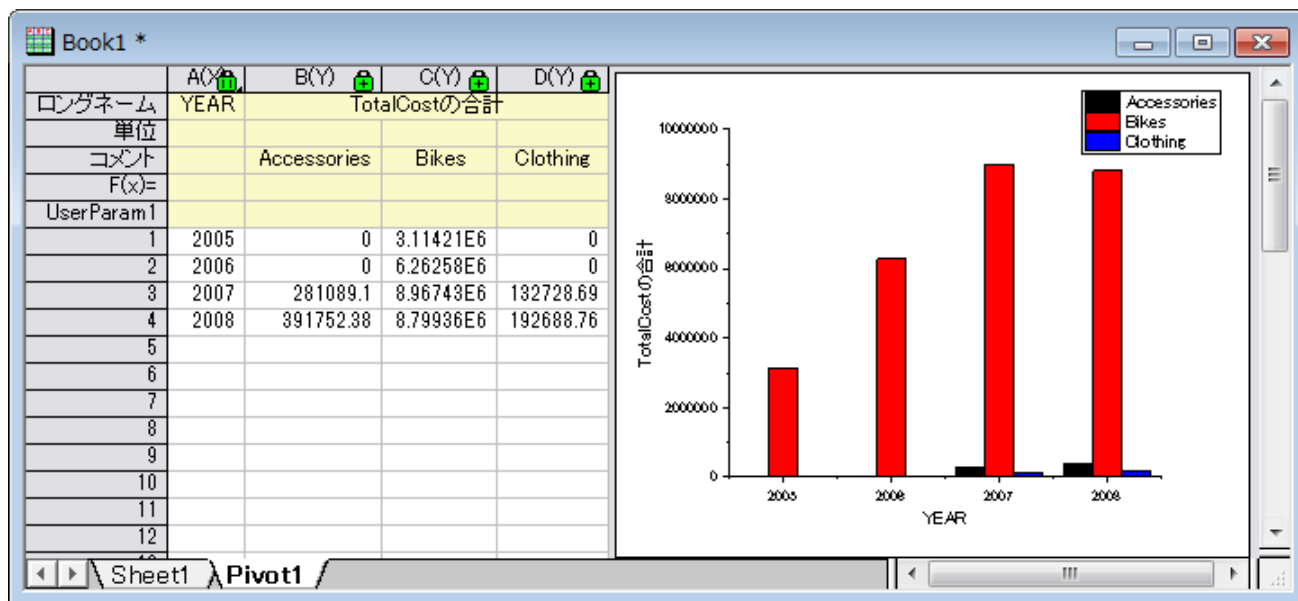 Book1 *
A(X) B(Y) C(Y) D(Y)
ロングネーム YEAR TotalCostの合計
単位
コメント Accessories Bikes Clothing
F(x)=
UserParam1
1 2005 0 3.11421E6 0
2 2006 0 6.26258E6 0
3 2007 281089.1 8.96743E6 132728.69
4 2008 391752.38 8.79936E6 192688.76
5
6
7
8
9
10
11
12
Sheet1 Pivot1
Accessories
Bikes
Clothing
10000000
8000000
6000000
4000000
2000000
0
TotalCostの合計
2005 2006 2007 2008
YEAR